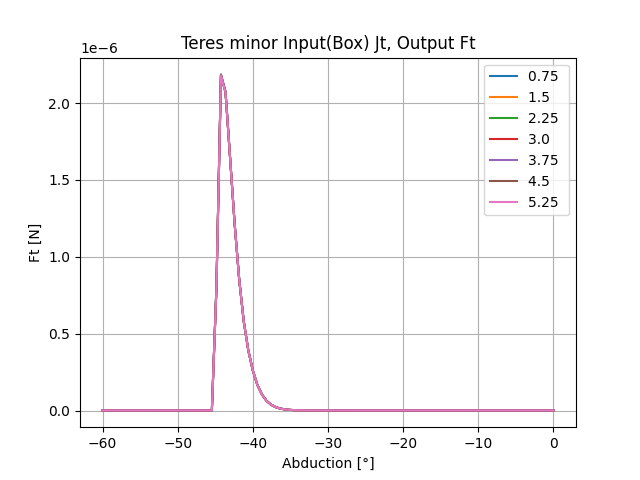 Teres minor Input(Box) Jt, Output Ft
1e−6
2.0
1.5
1.0
0.5
0.0
Ft [N]
0.75
1.5
2.25
3.0
3.75
4.5
5.25
−60 −50 −40 −30 −20 −10 0
Abduction [°]